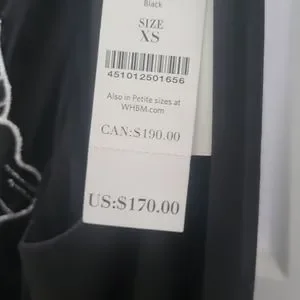 Black
SIZE
XS
451012501656
Also in Petite sizes at
WHBM.com
CAN:$190.00
US:$170.00